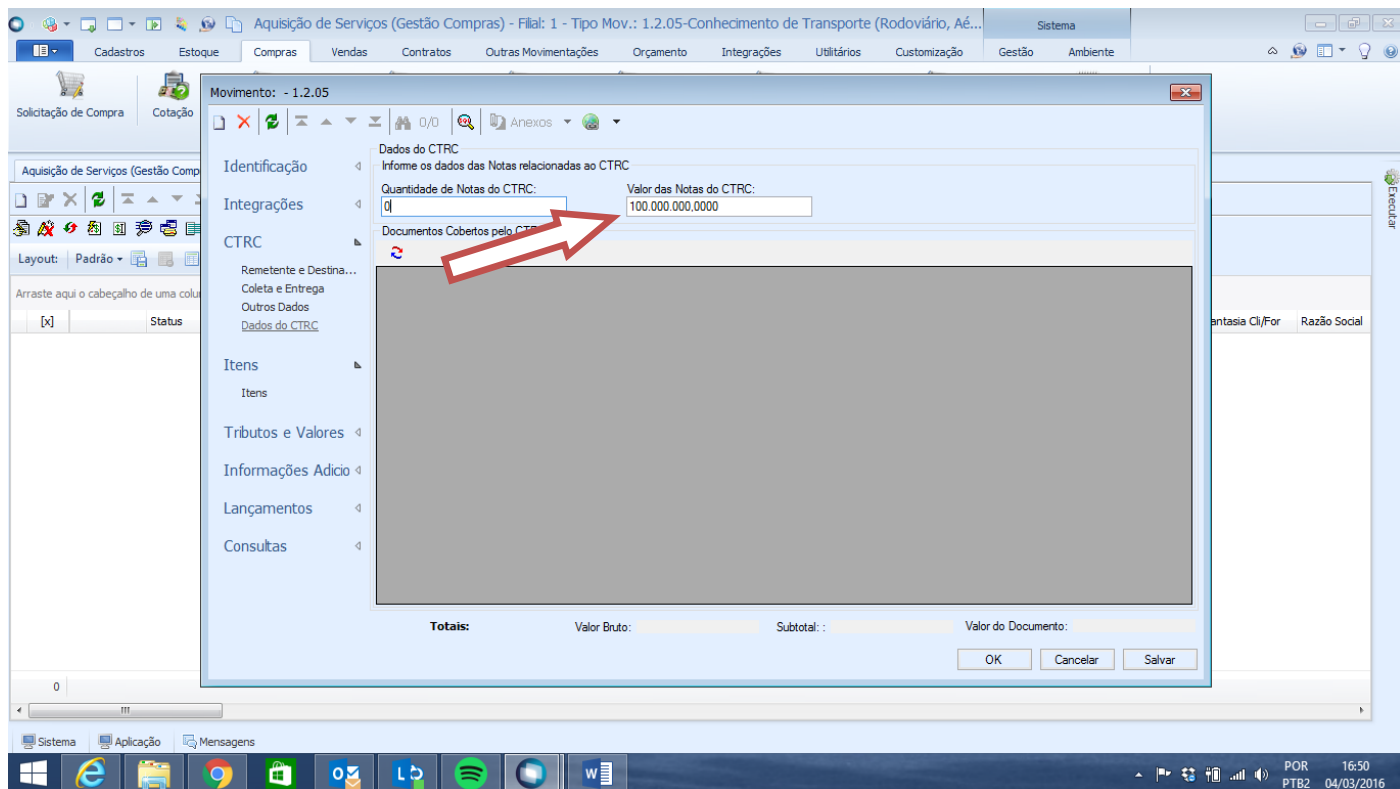 Aquisição de Serviços (Gestão Compras) - Filial: 1 - Tipo Mov.: 1.2.05-Conhecimento de Transporte (Rodoviário, Aé...
Sistema
Cadastros Estoque Compras Vendas Contratos Outras Movimentações Orçamento Integrações Utilitários Customização Gestão Ambiente
Solicitação de Compra Cotação
Movimento: - 1.2.05
0/0 Anexos
Aquisição de Serviços (Gestão Comp
Layout: Padrão
Arraste aqui o cabeçalho de uma colu
[x] Status
antasia Cli/For Razão Social
Executar
Identificação
Integrações
CTRC
Remetente e Destina...
Coleta e Entrega
Outros Dados
Dados do CTRC
Itens
Itens
Tributos e Valores
Informações Adicio
Lançamentos
Consultas
Dados do CTRC
Informe os dados das Notas relacionadas ao CTRC
Quantidade de Notas do CTRC: Valor das Notas do CTRC:
0 100.000.000,0000
Documentos Cobertos pelo CT
Totais: Valor Bruto: Subtotal: : Valor do Documento:
OK Cancelar Salvar
0
Sistema Aplicação Mensagens
POR 16:50
PTB2 04/03/2016